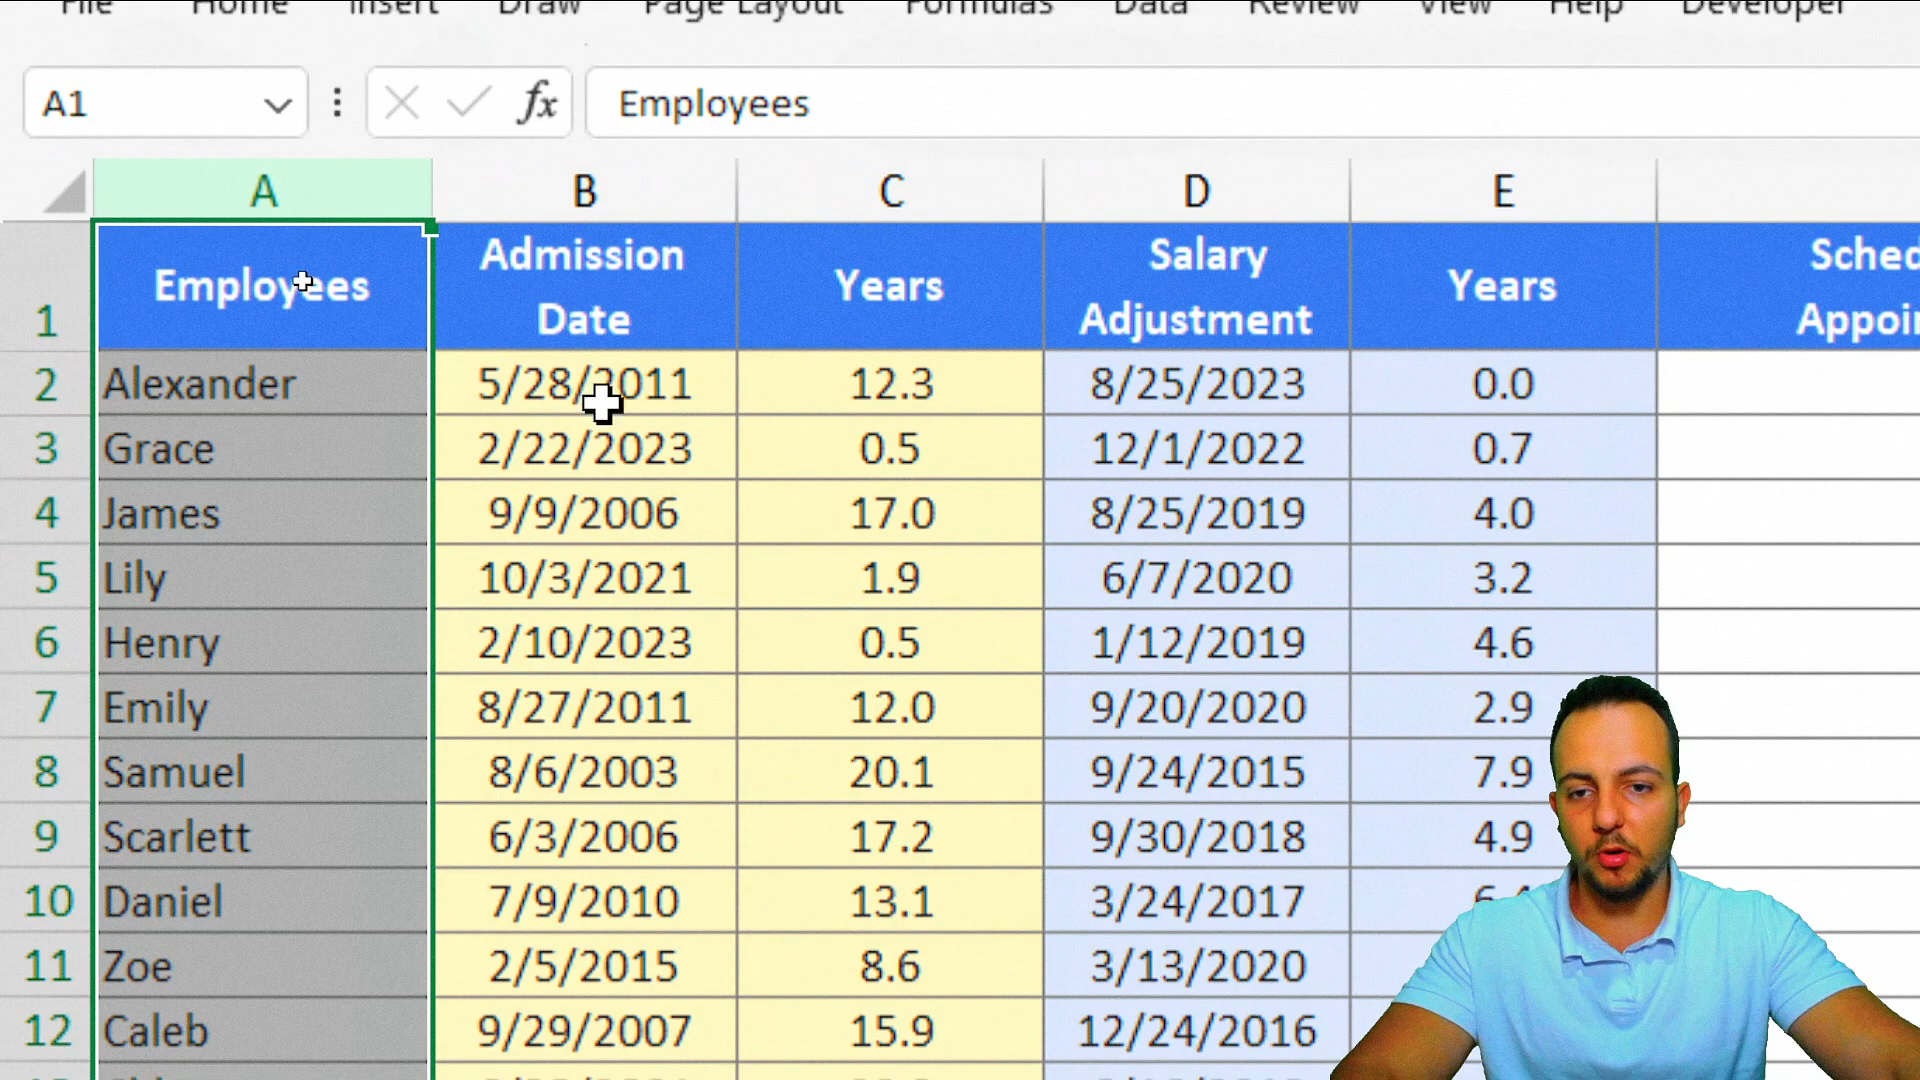 File Home Insert Draw Page Layout Formulas Data Review View Help Developer
A1 fx Employees
A B C D E
1 Employees Admission Date Years Salary Adjustment Years
2 Alexander 5/28/2011 12.3 8/25/2023 0.0
3 Grace 2/22/2023 0.5 12/1/2022 0.7
4 James 9/9/2006 17.0 8/25/2019 4.0
5 Lily 10/3/2021 1.9 6/7/2020 3.2
6 Henry 2/10/2023 0.5 1/12/2019 4.6
7 Emily 8/27/2011 12.0 9/20/2020 2.9
8 Samuel 8/6/2003 20.1 9/24/2015 7.9
9 Scarlett 6/3/2006 17.2 9/30/2018 4.9
10 Daniel 7/9/2010 13.1 3/24/2017
11 Zoe 2/5/2015 8.6 3/13/2020
12 Caleb 9/29/2007 15.9 12/24/2016